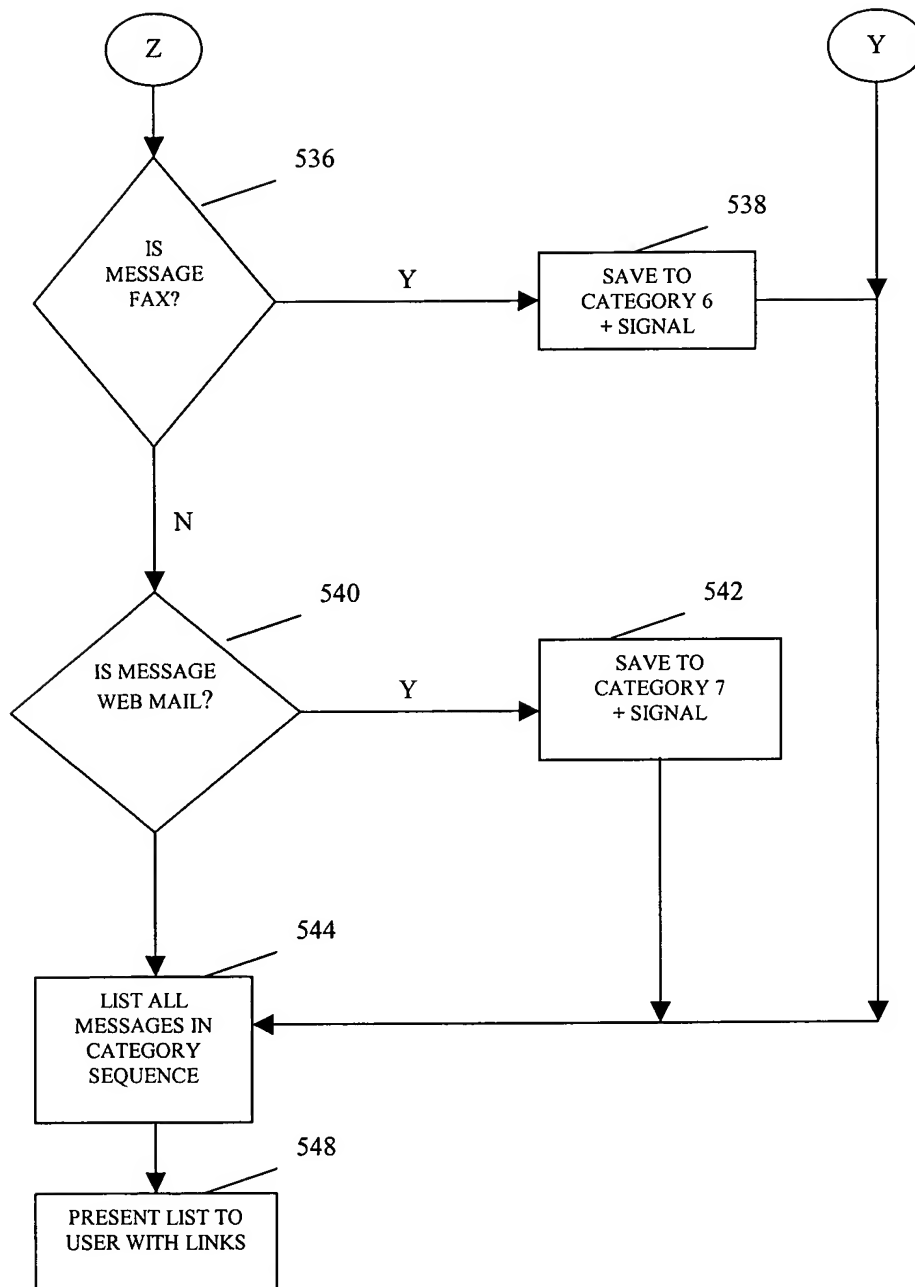 Z
Y
536
IS
MESSAGE
FAX?
Y
538
SAVE TO
CATEGORY 6
+ SIGNAL
N
540
IS MESSAGE
WEB MAIL?
Y
542
SAVE TO
CATEGORY 7
+ SIGNAL
544
LIST ALL
MESSAGES IN
CATEGORY
SEQUENCE
548
PRESENT LIST TO
USER WITH LINKS